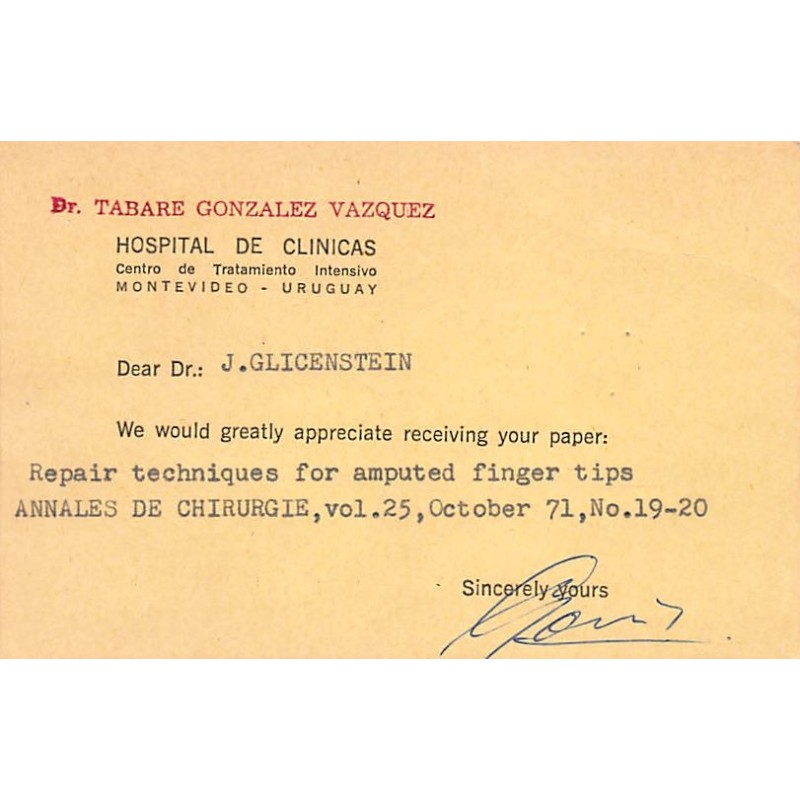 Dr. TABARE GONZALEZ VAZQUEZ
HOSPITAL DE CLINICAS
Centro de Tratamiento Intensivo
MONTEVIDEO - URUGUAY
Dear Dr.: J.GLICENSTEIN
We would greatly appreciate receiving your paper:
Repair techniques for amputed finger tips
ANNALES DE CHIRURGIE,vol.25,October 71,No.19-20
Sincerely yours